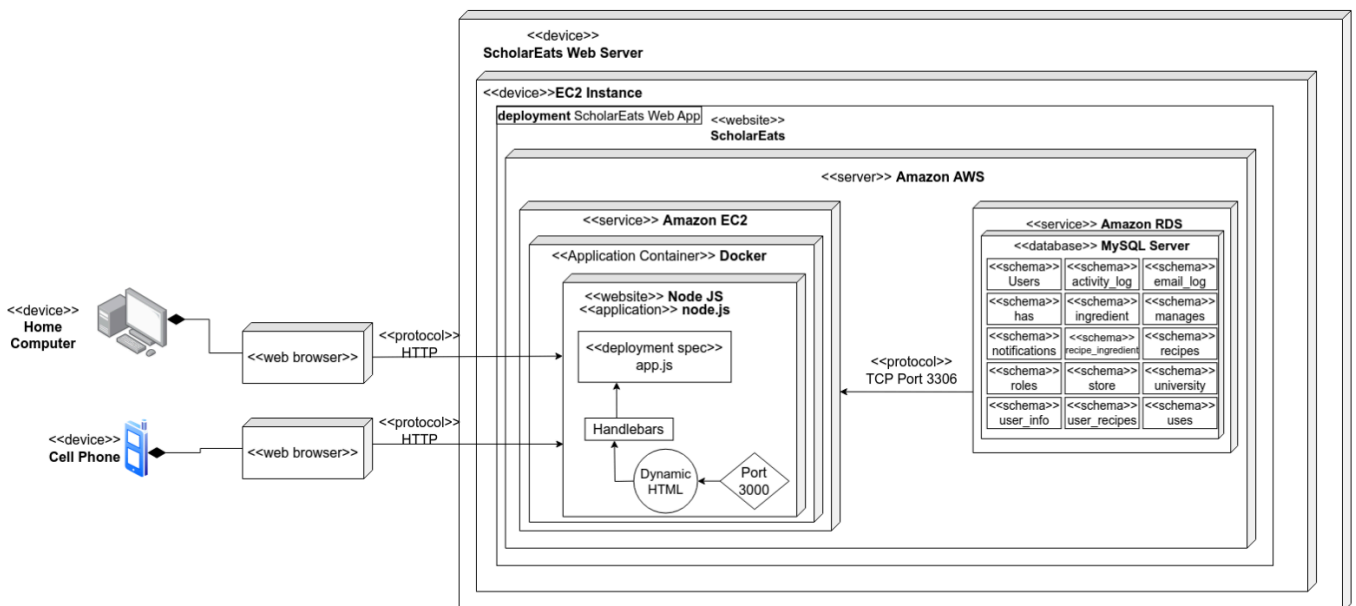 <<device>>
ScholarEats Web Server
<<device>>EC2 Instance
deployment ScholarEats Web App
<<website>>
ScholarEats
<<server>> Amazon AWS
<<service>> Amazon EC2
<<Application Container>> Docker
<<website>> Node JS
<<application>> node.js
<<deployment spec>>
app.js
Handlebars
Dynamic
HTML
Port
3000
<<device>>
Home
Computer
<<web browser>>
<<protocol>>
HTTP
<<device>>
Cell Phone
<<web browser>>
<<protocol>>
HTTP
<<protocol>>
TCP Port 3306
<<service>> Amazon RDS
<<database>> MySQL Server
<<schema>>
Users
<<schema>>
activity_log
<<schema>>
email_log
<<schema>>
has
<<schema>>
ingredient
<<schema>>
manages
<<schema>>
notifications
<<schema>>
recipe_ingredient
<<schema>>
recipes
<<schema>>
roles
<<schema>>
store
<<schema>>
university
<<schema>>
user_info
<<schema>>
user_recipes
<<schema>>
uses